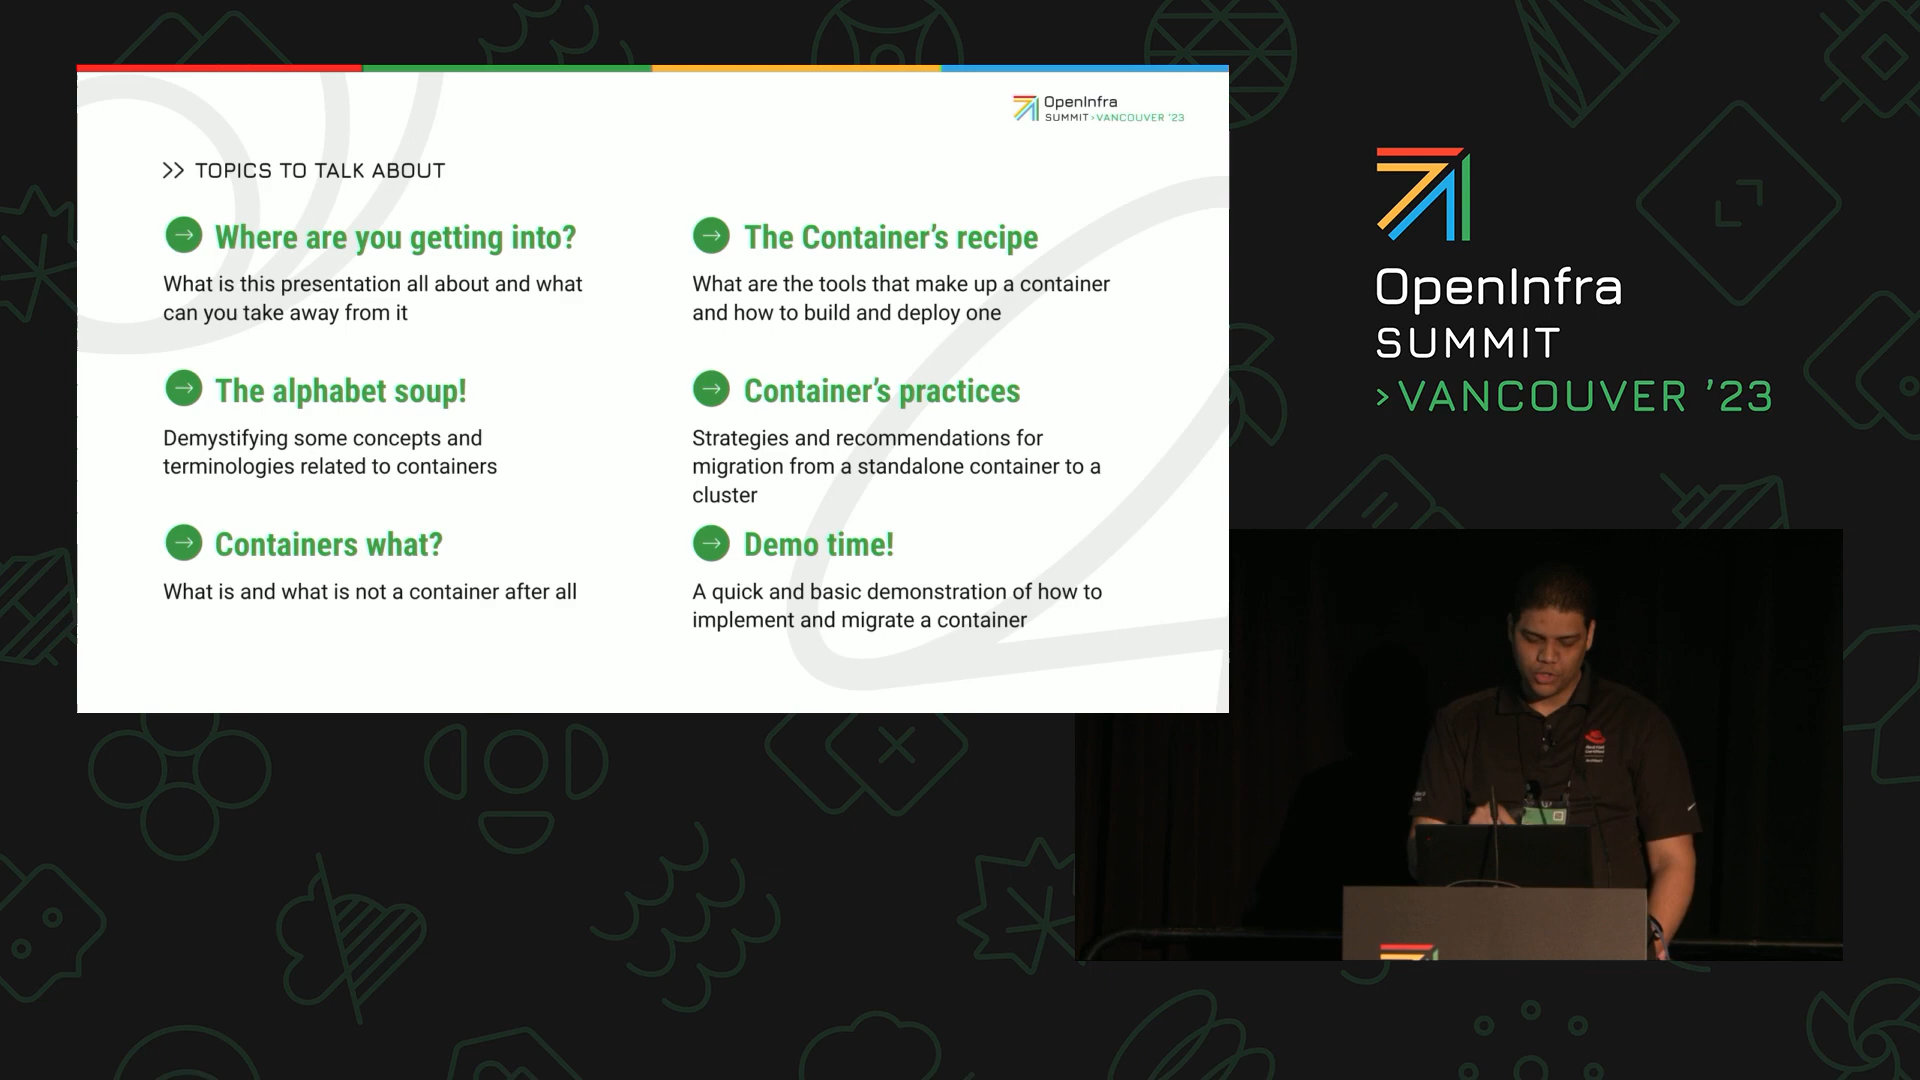 OpenInfra
SUMMIT>VANCOUVER '23
>> TOPICS TO TALK ABOUT
Where are you getting into?
What is this presentation all about and what
can you take away from it
The alphabet soup!
Demystifying some concepts and
terminologies related to containers
Containers what?
What is and what is not a container after all
The Container's recipe
What are the tools that make up a container
and how to build and deploy one
Container's practices
Strategies and recommendations for
migration from a standalone container to a
cluster
Demo time!
A quick and basic demonstration of how to
implement and migrate a container
OpenInfra
SUMMIT
>VANCOUVER '23